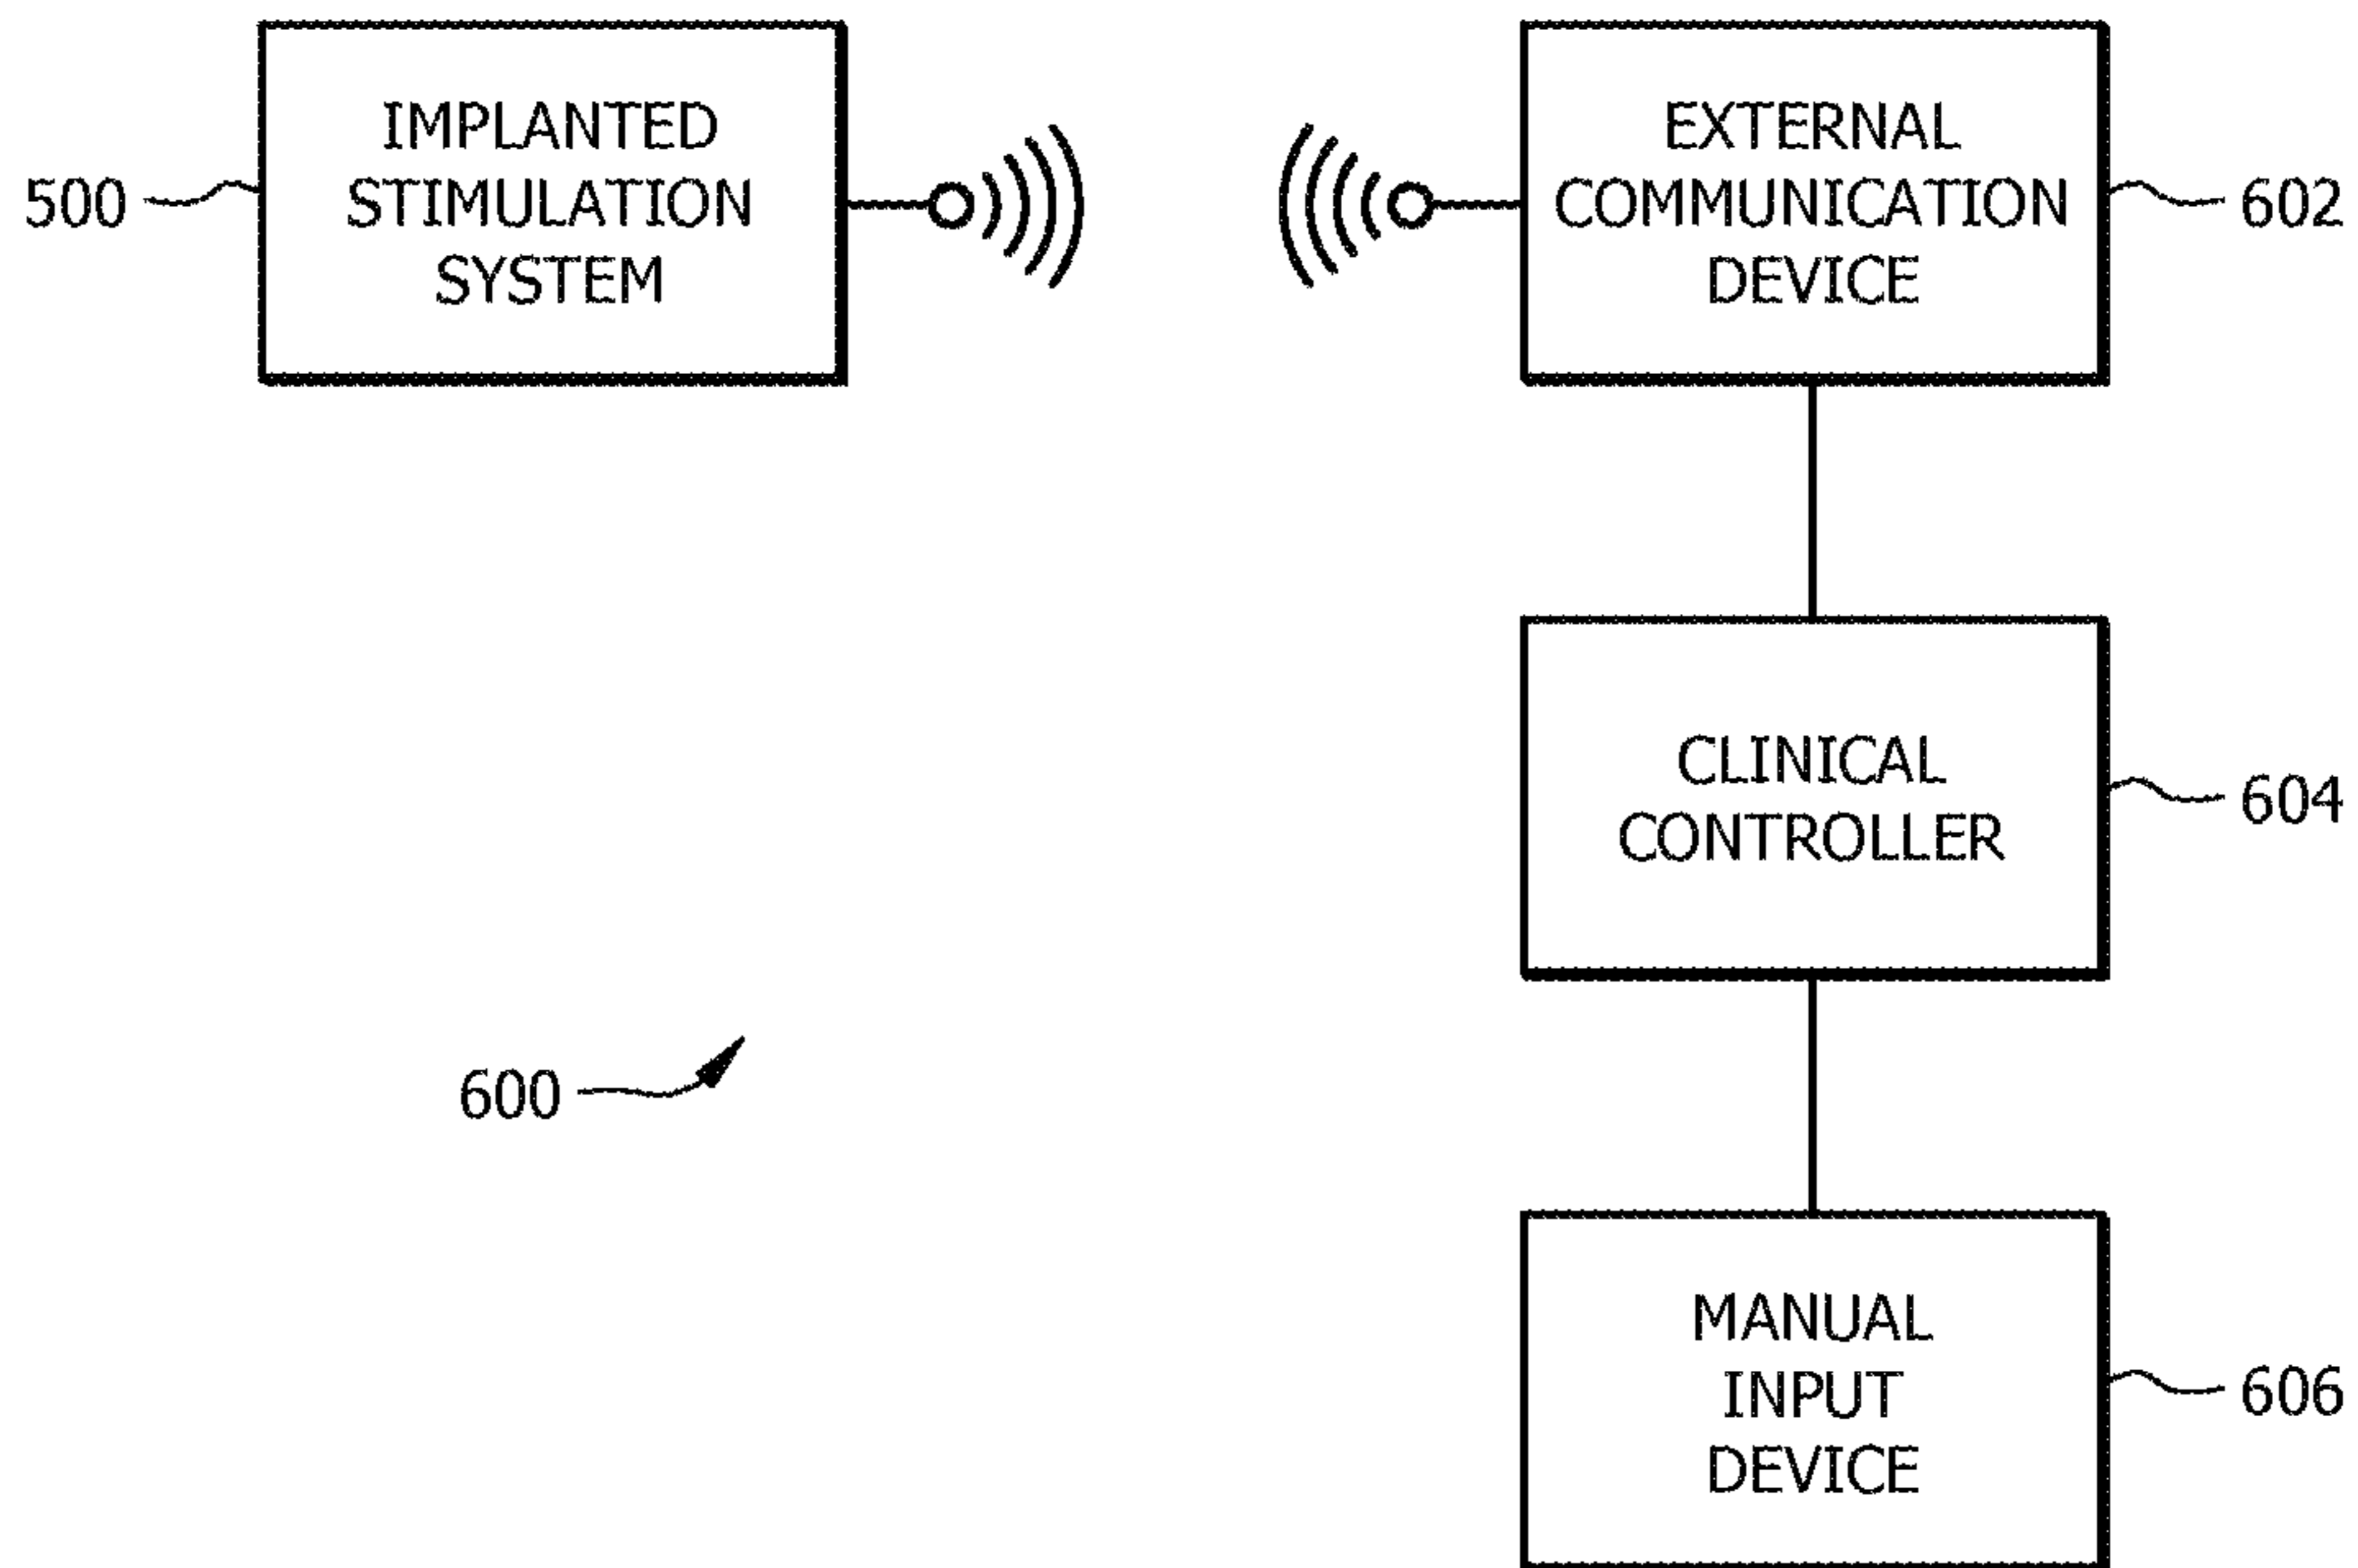 IMPLANTED
STIMULATION
SYSTEM
500
EXTERNAL
COMMUNICATION
DEVICE
602
CLINICAL
CONTROLLER
604
600
MANUAL
INPUT
DEVICE
606